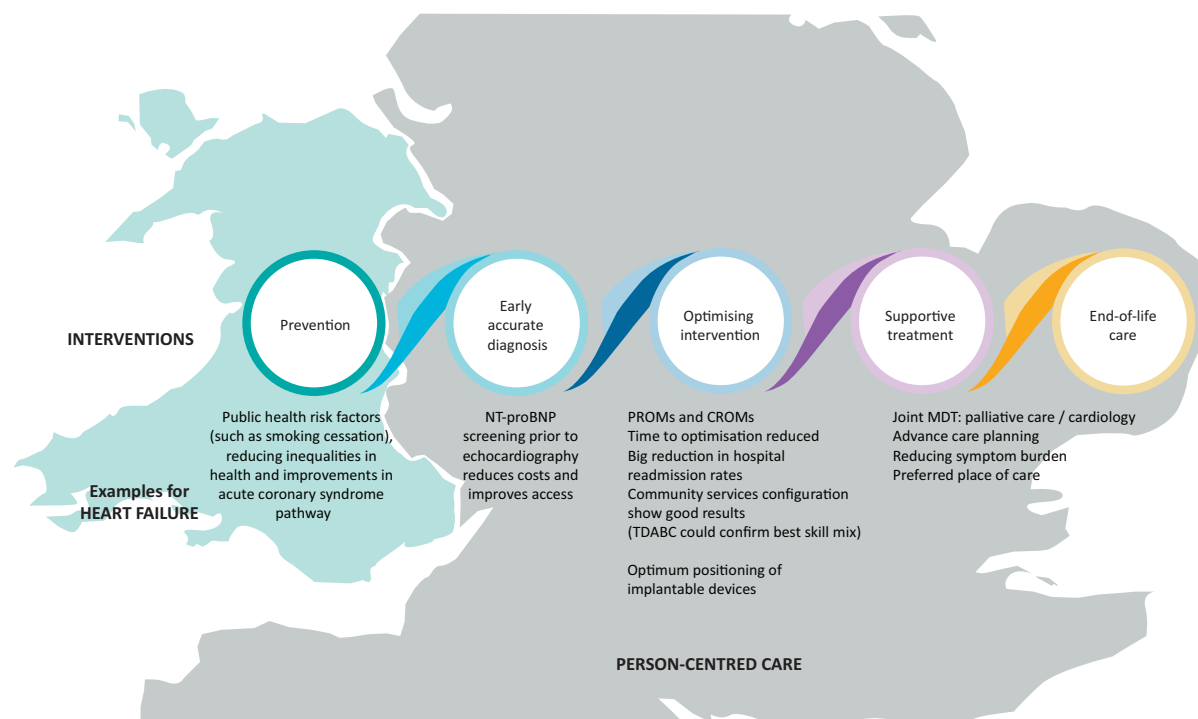 INTERVENTIONS
Prevention
Early
accurate
diagnosis
Optimising
intervention
Supportive
treatment
End-of-life
care
Examples for
HEART FAILURE
Public health risk factors
(such as smoking cessation),
reducing inequalities in
health and improvements in
acute coronary syndrome
pathway
NT-proBNP
screening prior to
echocardiography
reduces costs and
improves access
PROMs and CROMs
Time to optimisation reduced
Big reduction in hospital
readmission rates
Community services configuration
show good results
(TDABC could confirm best skill mix)
Optimum positioning of
implantable devices
Joint MDT: palliative care / cardiology
Advance care planning
Reducing symptom burden
Preferred place of care
PERSON-CENTRED CARE